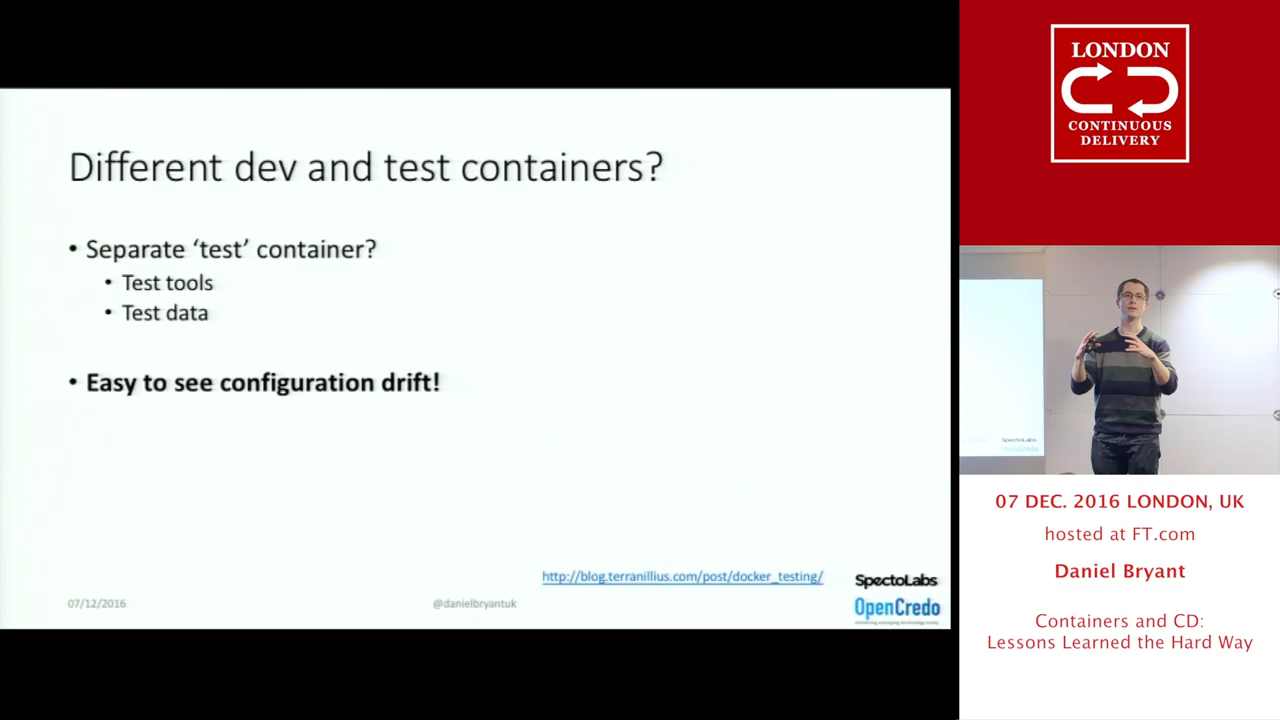 Different dev and test containers?
• Separate ‘test’ container?
• Test tools
• Test data
• Easy to see configuration drift!
http://blog.terranillius.com/post/docker_testing/
07/12/2016
@danielbryantuk
SpectoLabs
OpenCredo
LONDON
CONTINUOUS
DELIVERY
SpectoLabs
OpenCredo
07 DEC. 2016 LONDON, UK
hosted at FT.com
Daniel Bryant
Containers and CD:
Lessons Learned the Hard Way